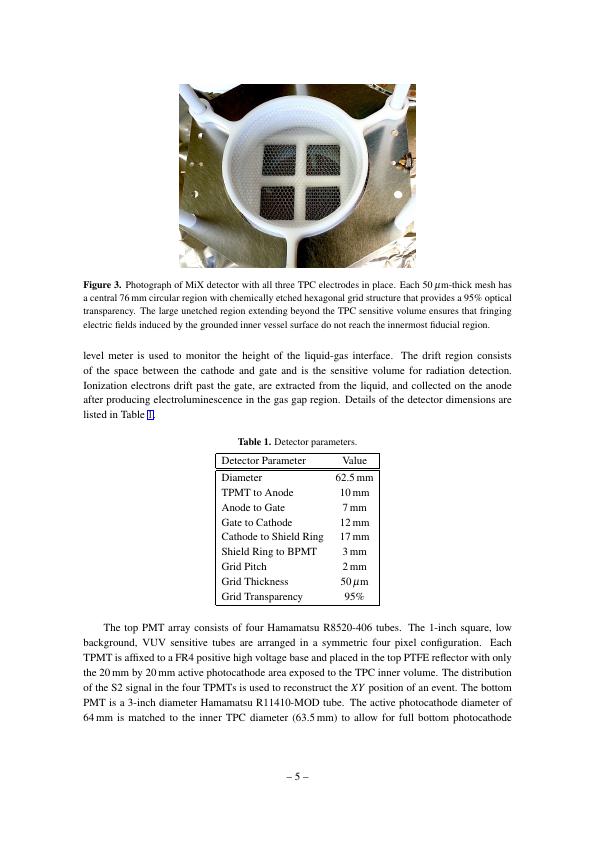 Figure 3. Photograph of MiX detector with all three TPC electrodes in place. Each 50 μm-thick mesh has
a central 76 mm circular region with chemically etched hexagonal grid structure that provides a 95% optical
transparency. The large unetched region extending beyond the TPC sensitive volume ensures that fringing
electric fields induced by the grounded inner vessel surface do not reach the innermost fiducial region.
level meter is used to monitor the height of the liquid-gas interface. The drift region consists
of the space between the cathode and gate and is the sensitive volume for radiation detection.
Ionization electrons drift past the gate, are extracted from the liquid, and collected on the anode
after producing electroluminescence in the gas gap region. Details of the detector dimensions are
listed in Table 1.
Table 1. Detector parameters.
Detector Parameter Value
Diameter 62.5 mm
TPMT to Anode 10 mm
Anode to Gate 7 mm
Gate to Cathode 12 mm
Cathode to Shield Ring 17 mm
Shield Ring to BPMT 3 mm
Grid Pitch 2 mm
Grid Thickness 50 μm
Grid Transparency 95%
The top PMT array consists of four Hamamatsu R8520-406 tubes. The 1-inch square, low
background, VUV sensitive tubes are arranged in a symmetric four pixel configuration. Each
TPMT is affixed to a FR4 positive high voltage base and placed in the top PTFE reflector with only
the 20 mm by 20 mm active photocathode area exposed to the TPC inner volume. The distribution
of the S2 signal in the four TPMTs is used to reconstruct the XY position of an event. The bottom
PMT is a 3-inch diameter Hamamatsu R11410-MOD tube. The active photocathode diameter of
64 mm is matched to the inner TPC diameter (63.5 mm) to allow for full bottom photocathode
– 5 –